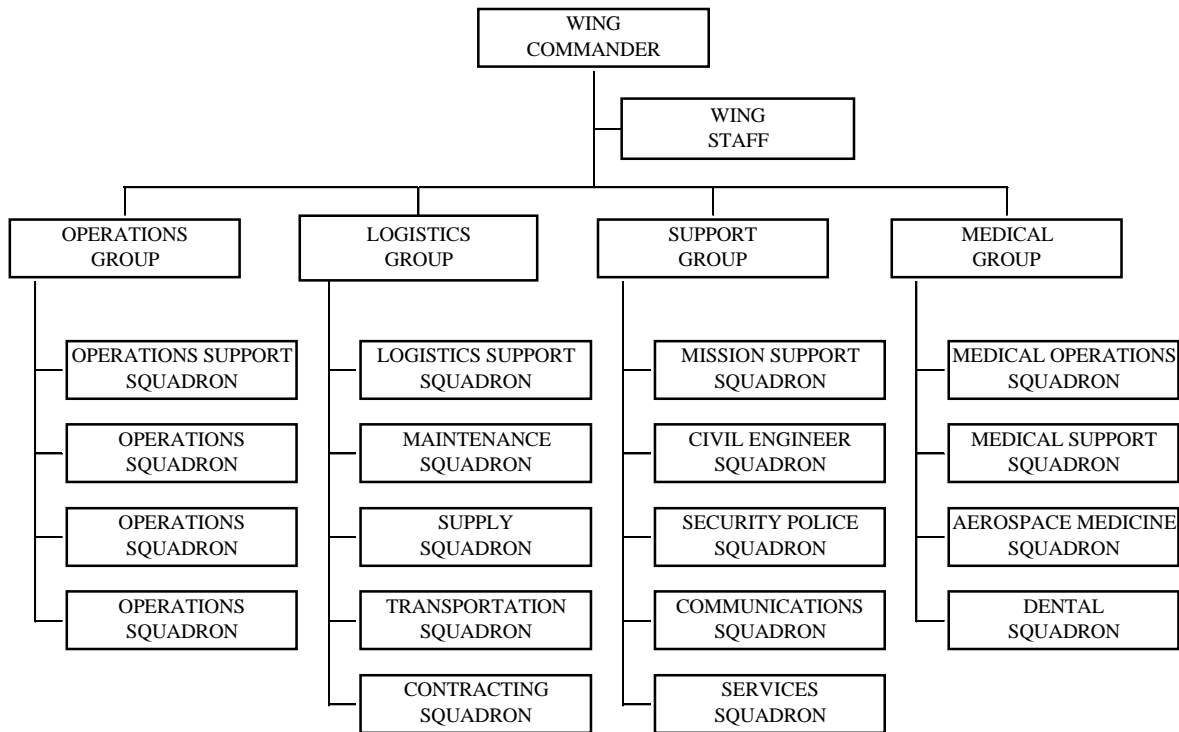 WING
COMMANDER
WING
STAFF
OPERATIONS
GROUP
LOGISTICS
GROUP
SUPPORT
GROUP
MEDICAL
GROUP
OPERATIONS SUPPORT
SQUADRON
LOGISTICS SUPPORT
SQUADRON
MISSION SUPPORT
SQUADRON
MEDICAL OPERATIONS
SQUADRON
OPERATIONS
SQUADRON
MAINTENANCE
SQUADRON
CIVIL ENGINEER
SQUADRON
MEDICAL SUPPORT
SQUADRON
OPERATIONS
SQUADRON
SUPPLY
SQUADRON
SECURITY POLICE
SQUADRON
AEROSPACE MEDICINE
SQUADRON
OPERATIONS
SQUADRON
TRANSPORTATION
SQUADRON
COMMUNICATIONS
SQUADRON
DENTAL
SQUADRON
CONTRACTING
SQUADRON
SERVICES
SQUADRON